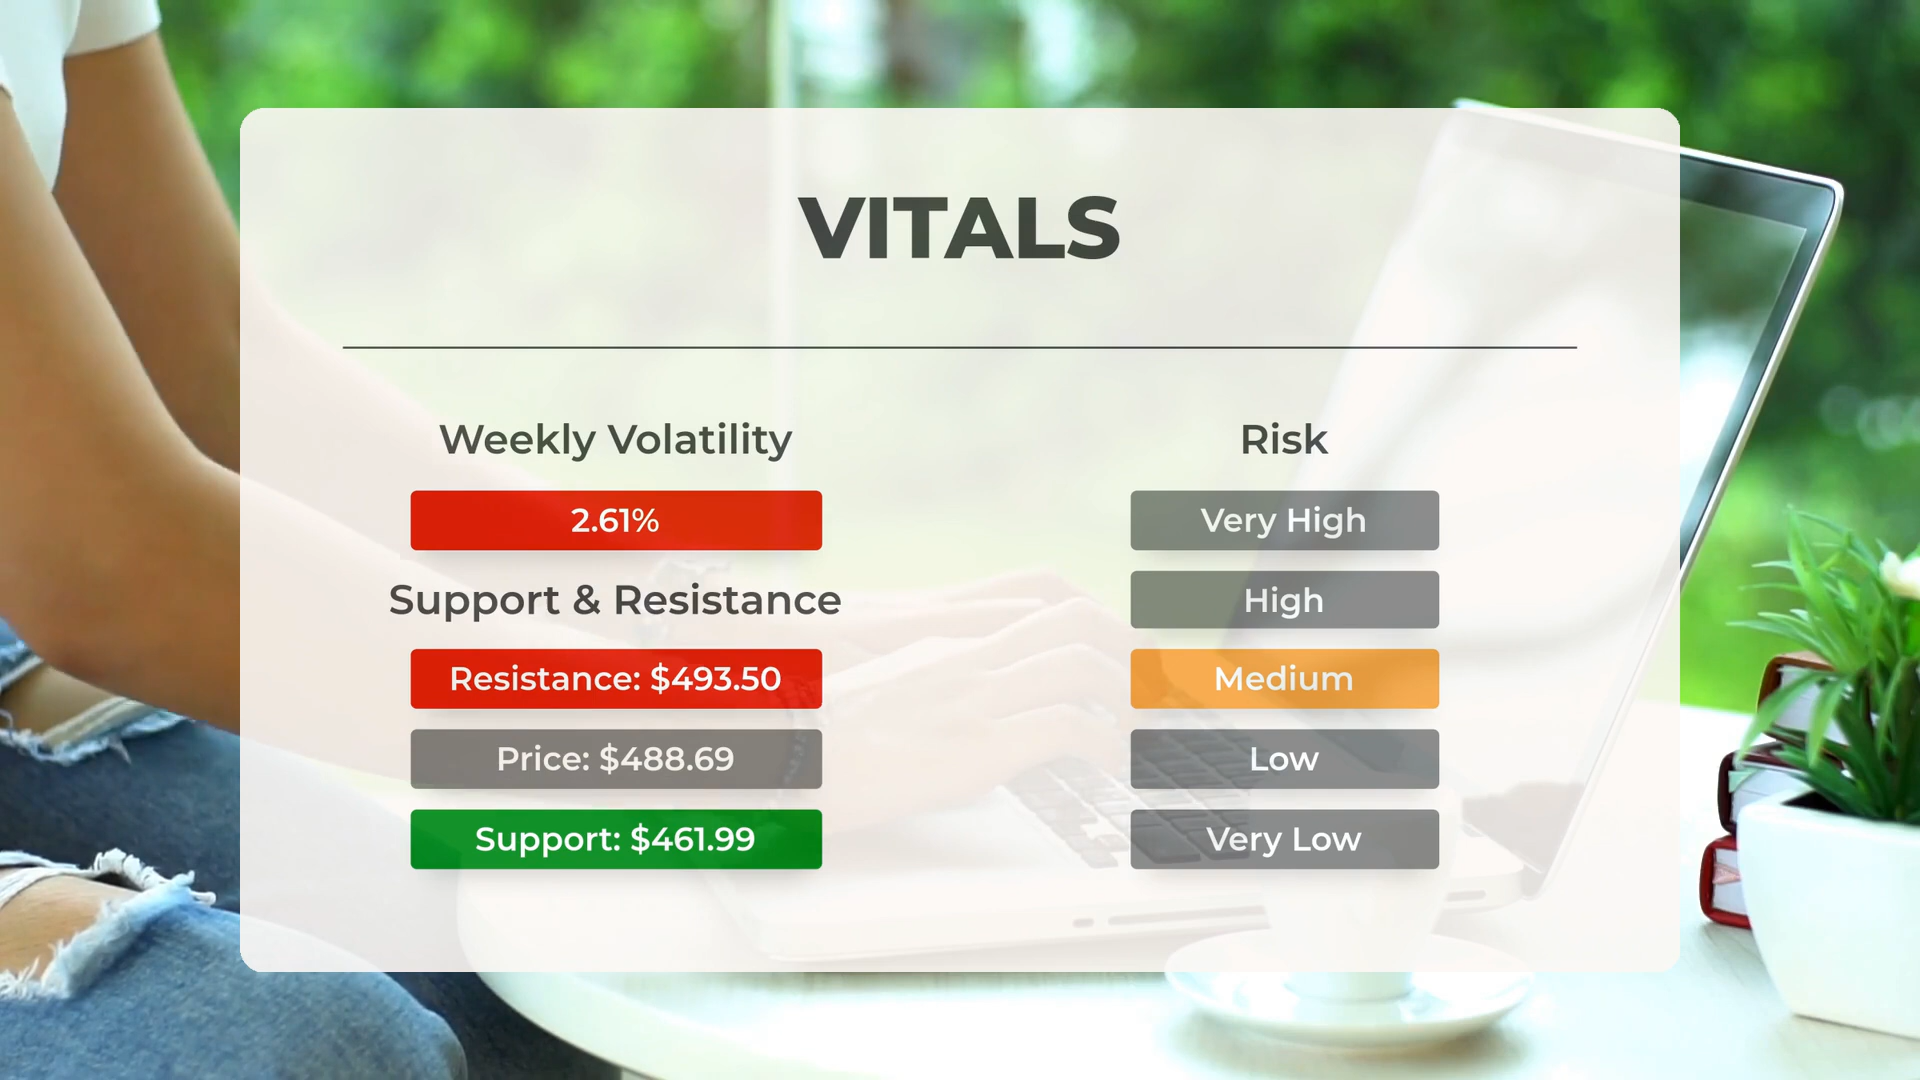 VITALS
Weekly Volatility
2.61%
Support & Resistance
Resistance: $493.50
Price: $488.69
Support: $461.99
Risk
Very High
High
Medium
Low
Very Low